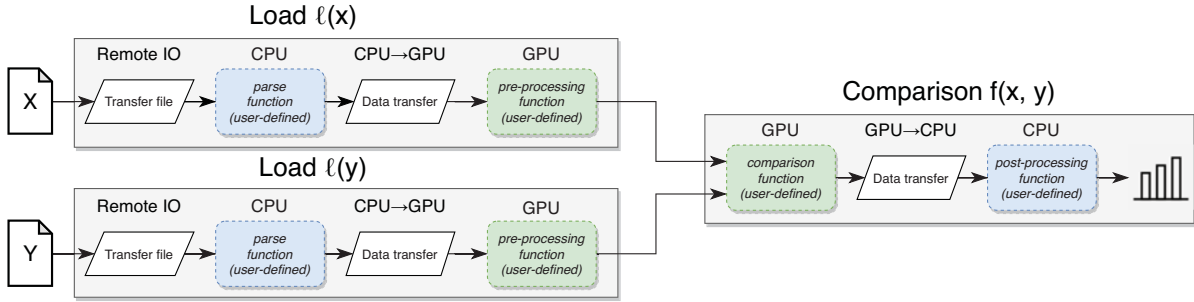 Load ℓ(x)
Remote IO
CPU
CPU→GPU
GPU
X
Transfer file
parse
function
(user-defined)
Data transfer
pre-processing
function
(user-defined)
Load ℓ(y)
Remote IO
CPU
CPU→GPU
GPU
Y
Transfer file
parse
function
(user-defined)
Data transfer
pre-processing
function
(user-defined)
Comparison f(x, y)
GPU
GPU→CPU
CPU
comparison
function
(user-defined)
Data transfer
post-processing
function
(user-defined)